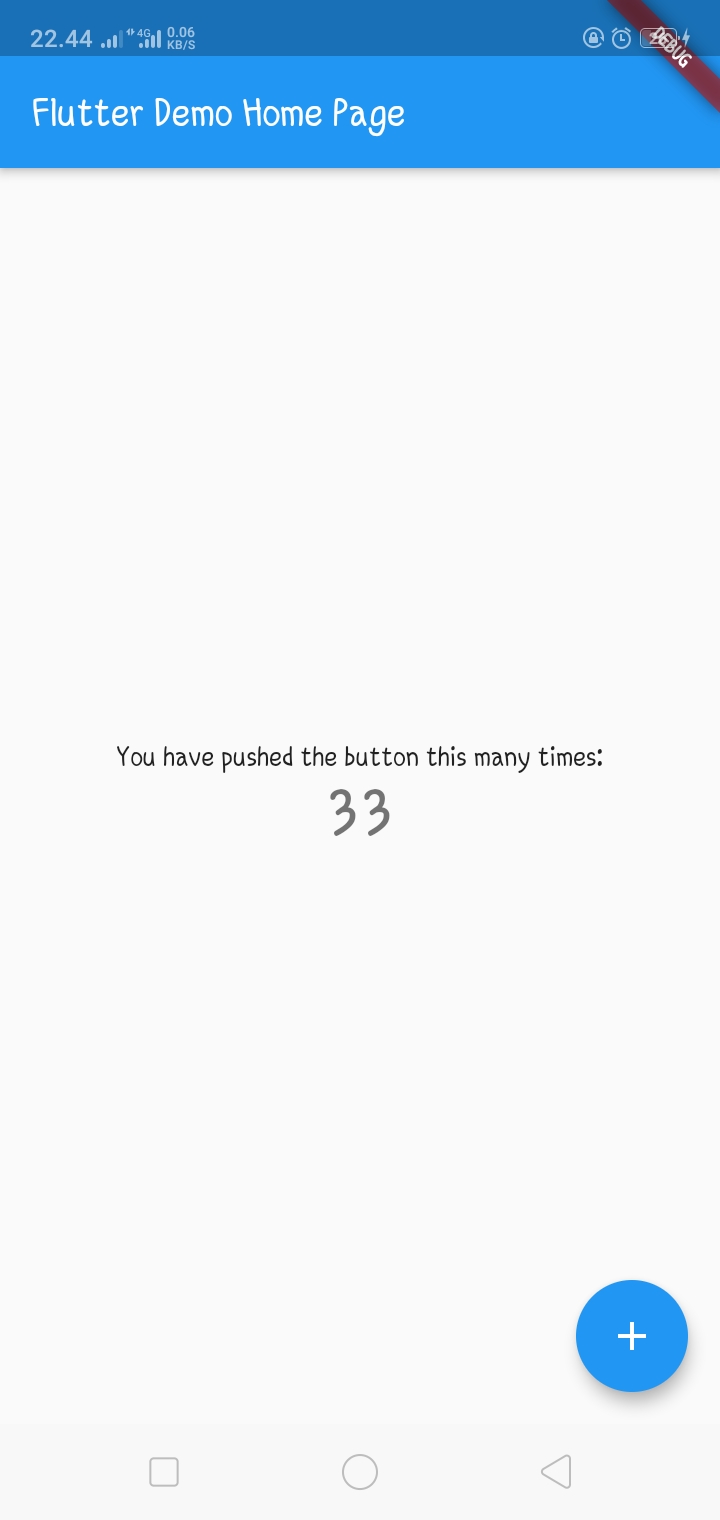 22.44 4G 0.06
KB/S
DEBUG
Flutter Demo Home Page
You have pushed the button this many times:
33